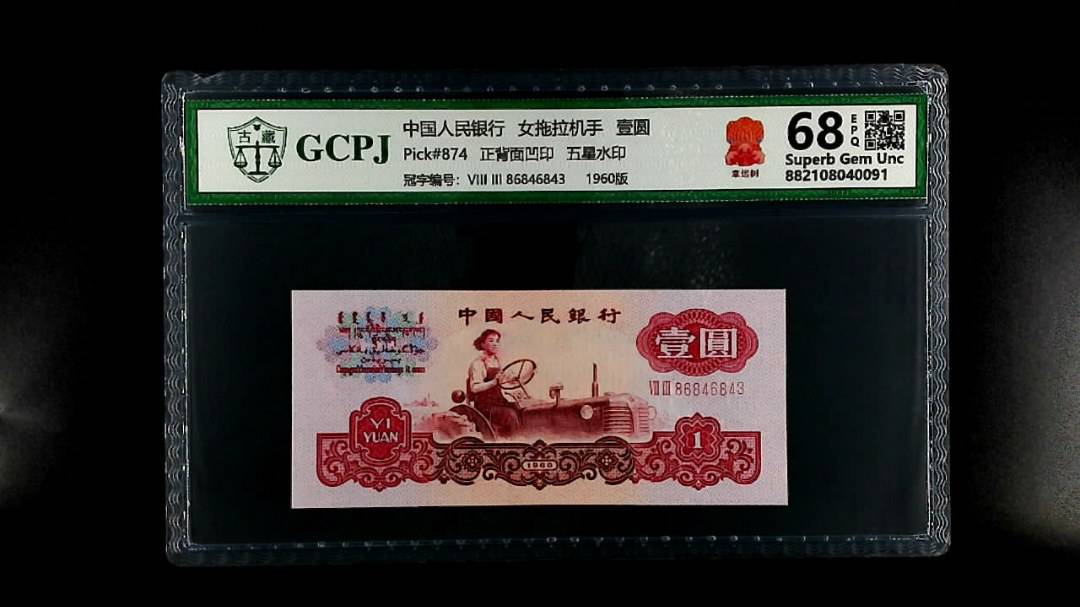 古藏
GCPJ
中国人民银行 女拖拉机手 壹圆
Pick#874 正背面凹印 五星水印
冠字编号：VIII III 86846843 1960版
幸运树
68
EPQ
Superb Gem Unc
882108040091
中國人民銀行
壹圓
VIII III 86846843
YI
YUAN
1
1960